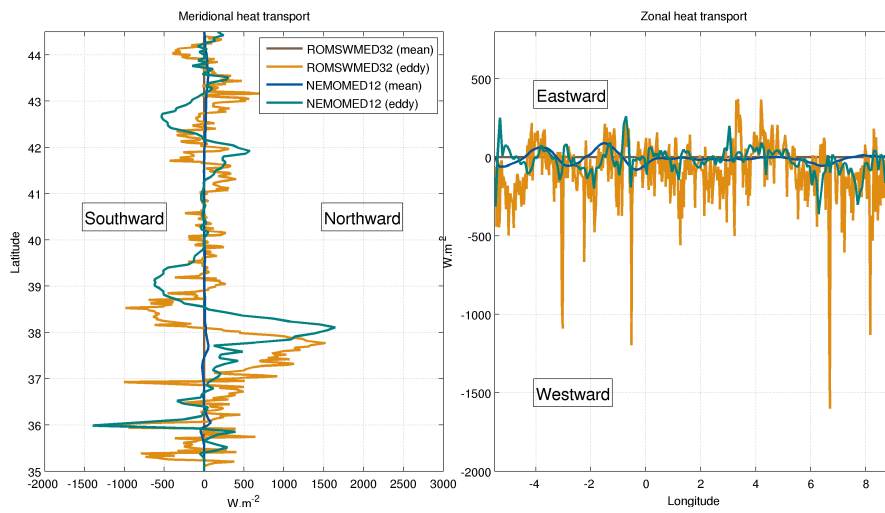 Meridional heat transport
ROMSWMED32 (mean)
ROMSWMED32 (eddy)
NEMOMED12 (mean)
NEMOMED12 (eddy)
Southward
Northward
Latitude
44
43
42
41
40
39
38
37
36
35
-2000 -1500 -1000 -500 0 500 1000 1500 2000 2500 3000
W.m-2
Zonal heat transport
Eastward
Westward
W.m2
500
0
-500
-1000
-1500
-2000
-4 -2 0 2 4 6 8
Longitude